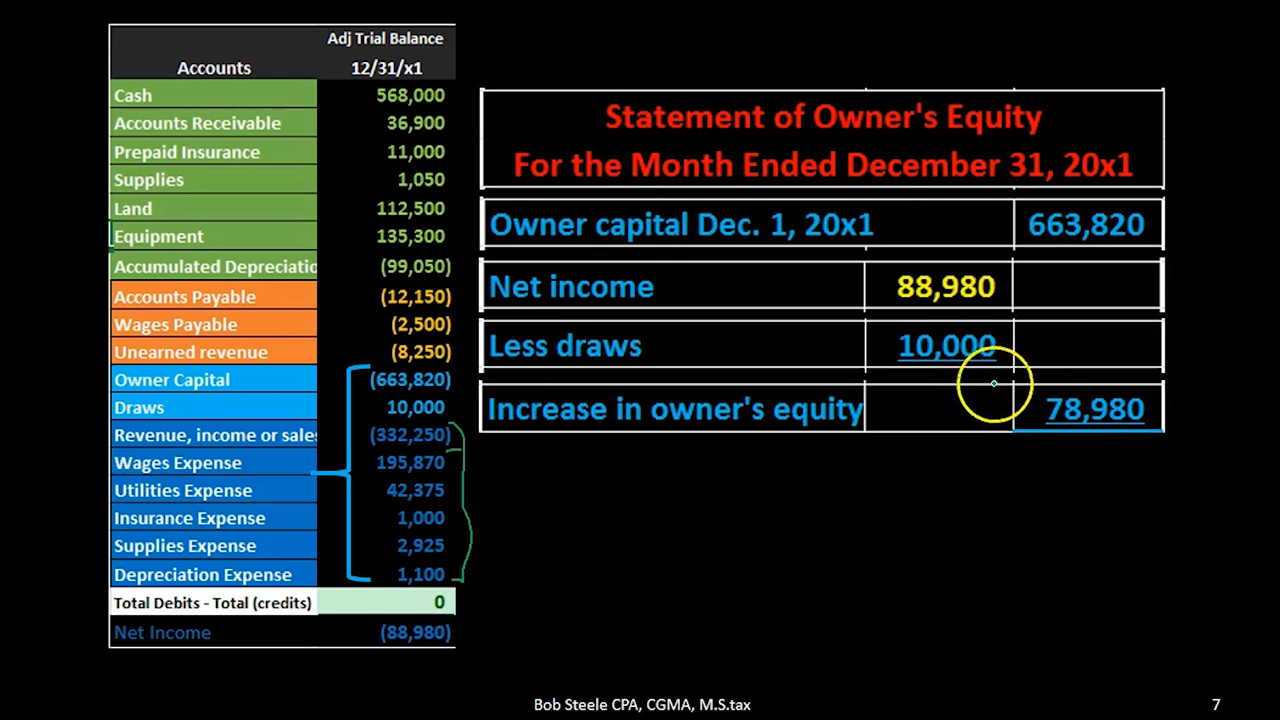 Adj Trial Balance
Accounts 12/31/x1
Cash 568,000
Accounts Receivable 36,900
Prepaid Insurance 11,000
Supplies 1,050
Land 112,500
Equipment 135,300
Accumulated Depreciatio (99,050)
Accounts Payable (12,150)
Wages Payable (2,500)
Unearned revenue (8,250)
Owner Capital (663,820)
Draws 10,000
Revenue, income or sales (332,250)
Wages Expense 195,870
Utilities Expense 42,375
Insurance Expense 1,000
Supplies Expense 2,925
Depreciation Expense 1,100
Total Debits - Total (credits) 0
Net Income (88,980)
Statement of Owner's Equity
For the Month Ended December 31, 20x1
Owner capital Dec. 1, 20x1 663,820
Net income 88,980
Less draws 10,000
Increase in owner's equity 78,980
Bob Steele CPA, CGMA, M.S.tax
7